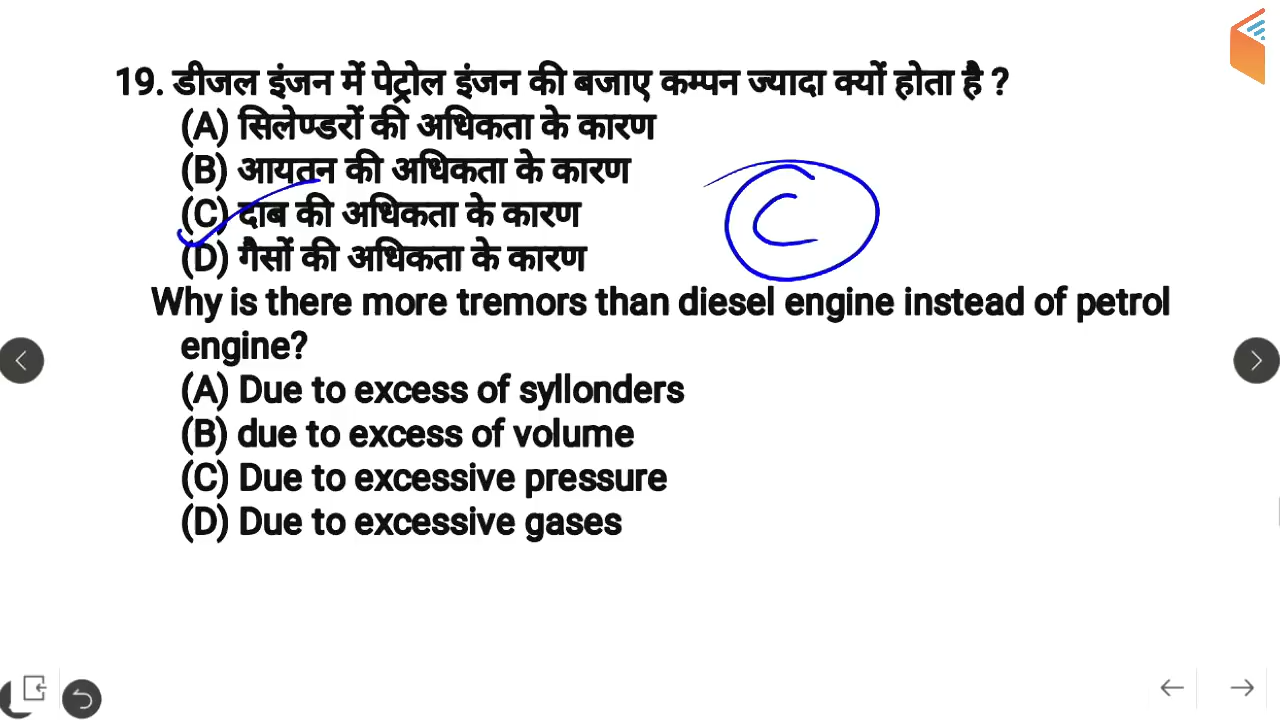 19. डीजल इंजन में पेट्रोल इंजन की बजाए कम्पन ज्यादा क्यों होता है ?
(A) सिलेण्डरों की अधिकता के कारण
(B) आयतन की अधिकता के कारण
(C) दाब की अधिकता के कारण
C
(D) गैसों की अधिकता के कारण
Why is there more tremors than diesel engine instead of petrol
engine?
(A) Due to excess of syllonders
(B) due to excess of volume
(C) Due to excessive pressure
(D) Due to excessive gases